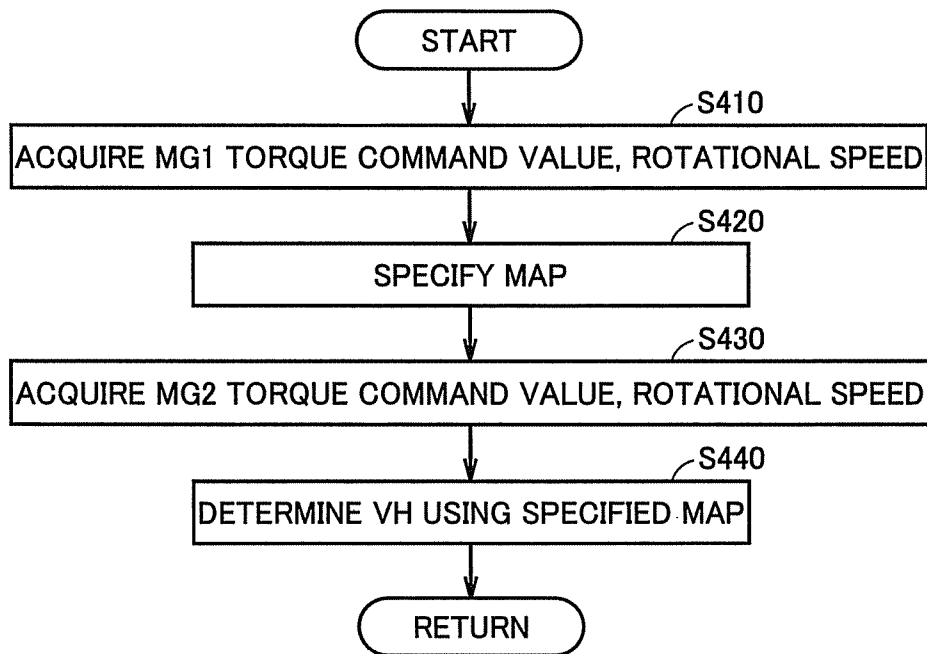 START
S410
ACQUIRE MG1 TORQUE COMMAND VALUE, ROTATIONAL SPEED
S420
SPECIFY MAP
S430
ACQUIRE MG2 TORQUE COMMAND VALUE, ROTATIONAL SPEED
S440
DETERMINE VH USING SPECIFIED MAP
RETURN